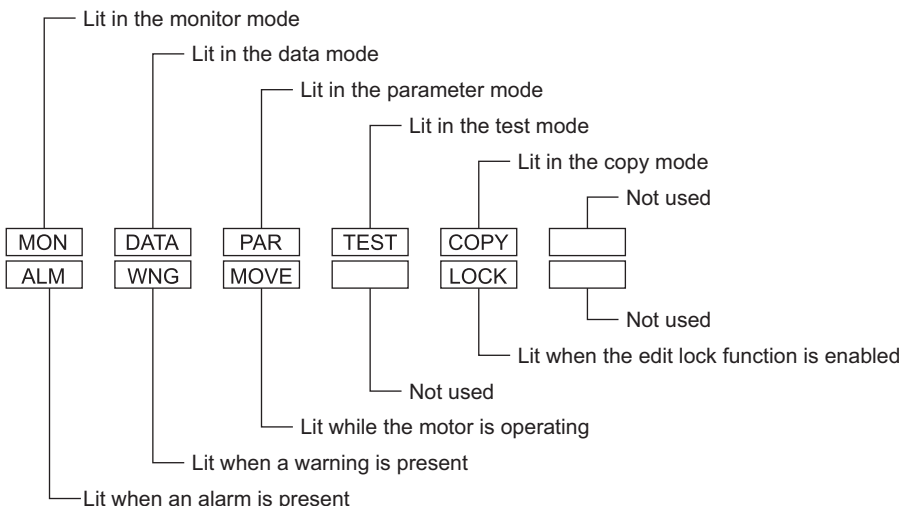 Lit in the monitor mode
Lit in the data mode
Lit in the parameter mode
Lit in the test mode
Lit in the copy mode
Not used
MON DATA PAR TEST COPY
ALM WNG MOVE LOCK
Not used
Lit when the edit lock function is enabled
Not used
Lit while the motor is operating
Lit when a warning is present
Lit when an alarm is present